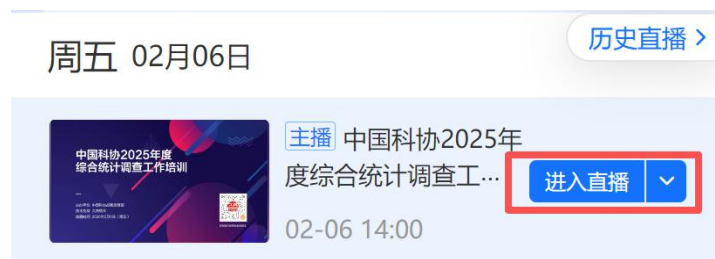 历史直播 >
周五 02月06日
中国科协2025年度
综合统计调查工作培训
主播 中国科协2025年
度综合统计调查工...
进入直播
02-06 14:00